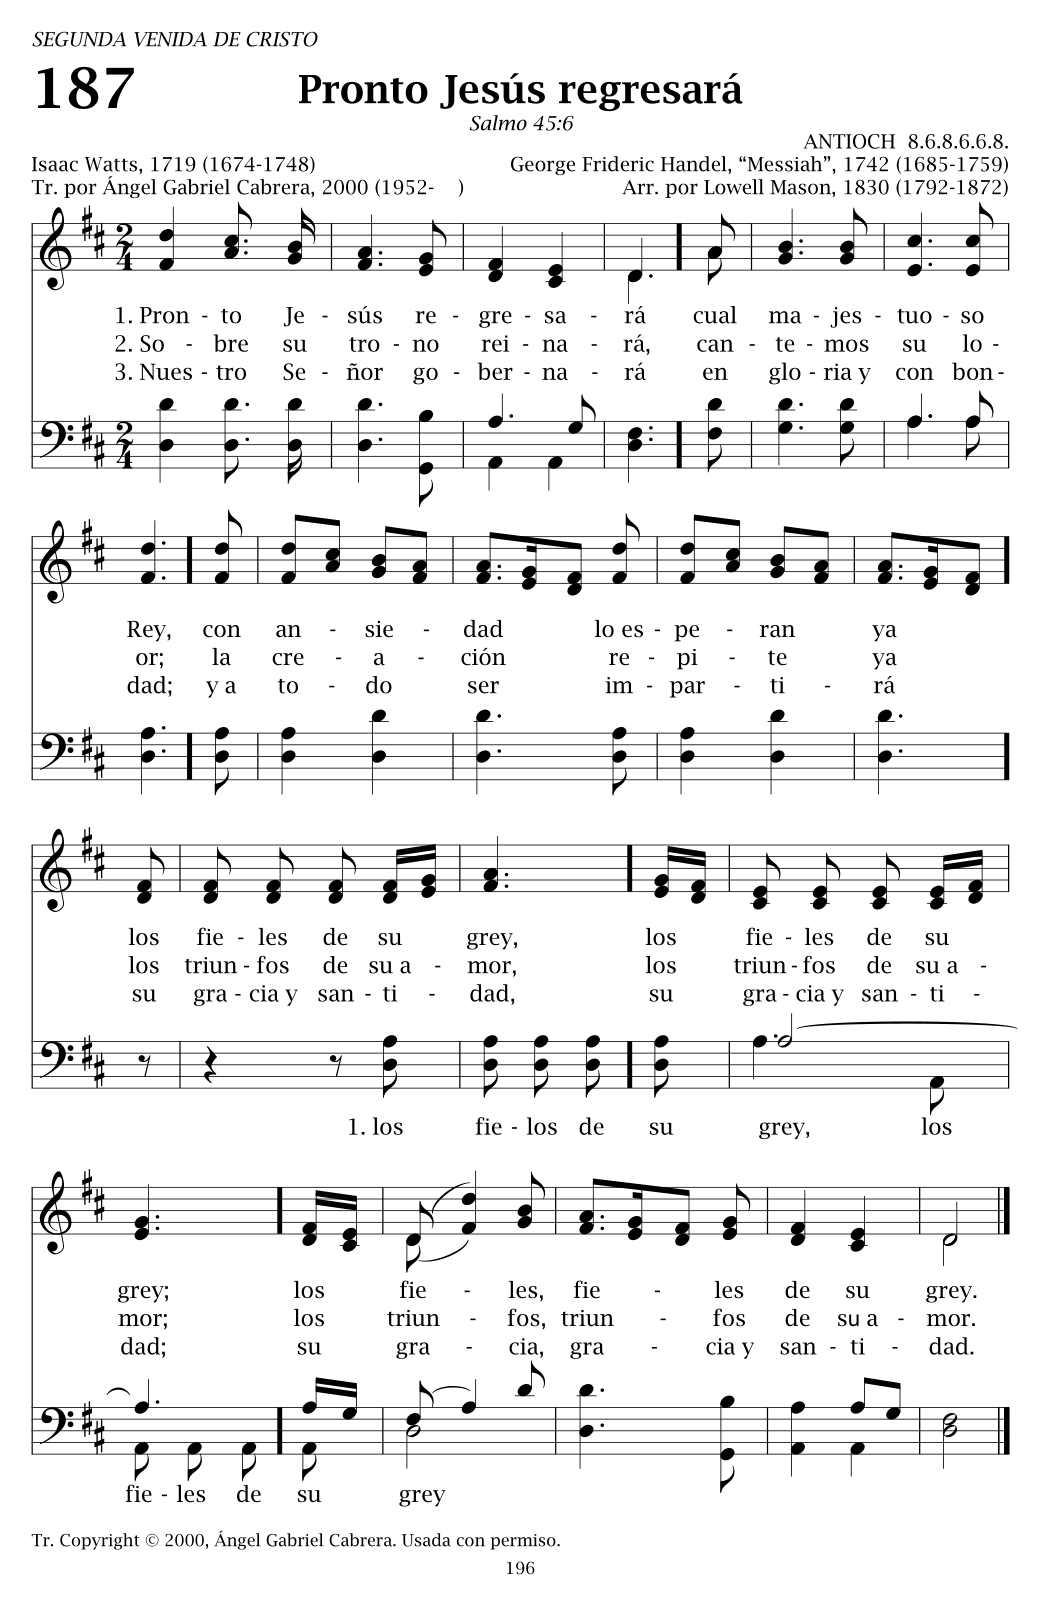 SEGUNDA VENIDA DE CRISTO
187 Pronto Jesús regresará
Salmo 45:6
ANTIOCH 8.6.8.6.6.8.
Isaac Watts, 1719 (1674-1748) George Frideric Handel, “Messiah”, 1742 (1685-1759)
Tr. por Ángel Gabriel Cabrera, 2000 (1952- ) Arr. por Lowell Mason, 1830 (1792-1872)
1. Pron - to Je - sús re - gre - sa - rá cual ma - jes - tuo - so
2. So - bre su tro - no rei - na - rá, can - te - mos su lo -
3. Nues - tro Se - ñor go - ber - na - rá en glo - ria y con bon -
Rey, con an - sie - dad lo es - pe - ran ya
or; la cre - a - ción re - pi - te ya
dad; y a to - do ser im - par - ti - rá
los fie - les de su grey, los fie - les de su
los triun - fos de su a - mor, los triun - fos de su a -
su gra - cia y san - ti - dad, su gra - cia y san - ti -
1. los fie - los de su grey, los
grey; los fie - les, fie - les de su grey.
mor; los triun - fos, triun - fos de su a - mor.
dad; su gra - cia, gra - cia y san - ti - dad.
fie - les de su grey
Tr. Copyright © 2000, Ángel Gabriel Cabrera. Usada con permiso.
196